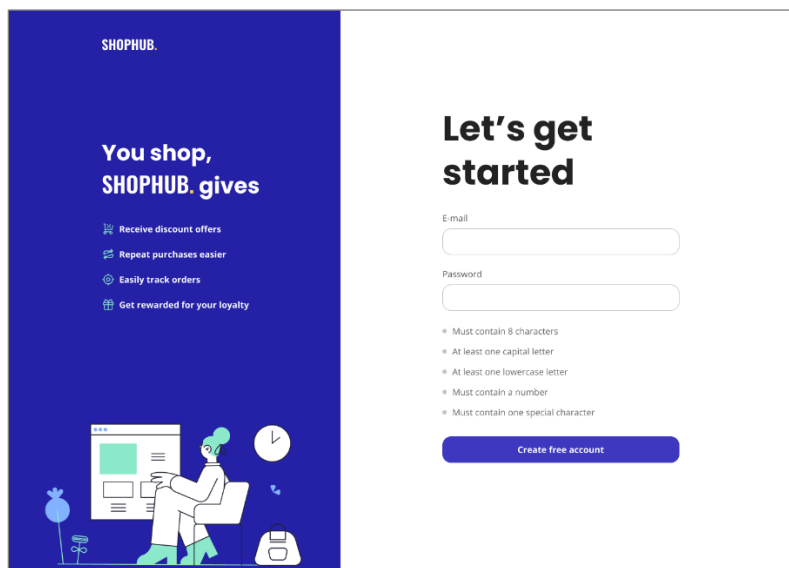 SHOPHUB.
You shop,
SHOPHUB. gives
Receive discount offers
Repeat purchases easier
Easily track orders
Get rewarded for your loyalty
Let’s get
started
E-mail
Password
Must contain 8 characters
At least one capital letter
At least one lowercase letter
Must contain a number
Must contain one special character
Create free account